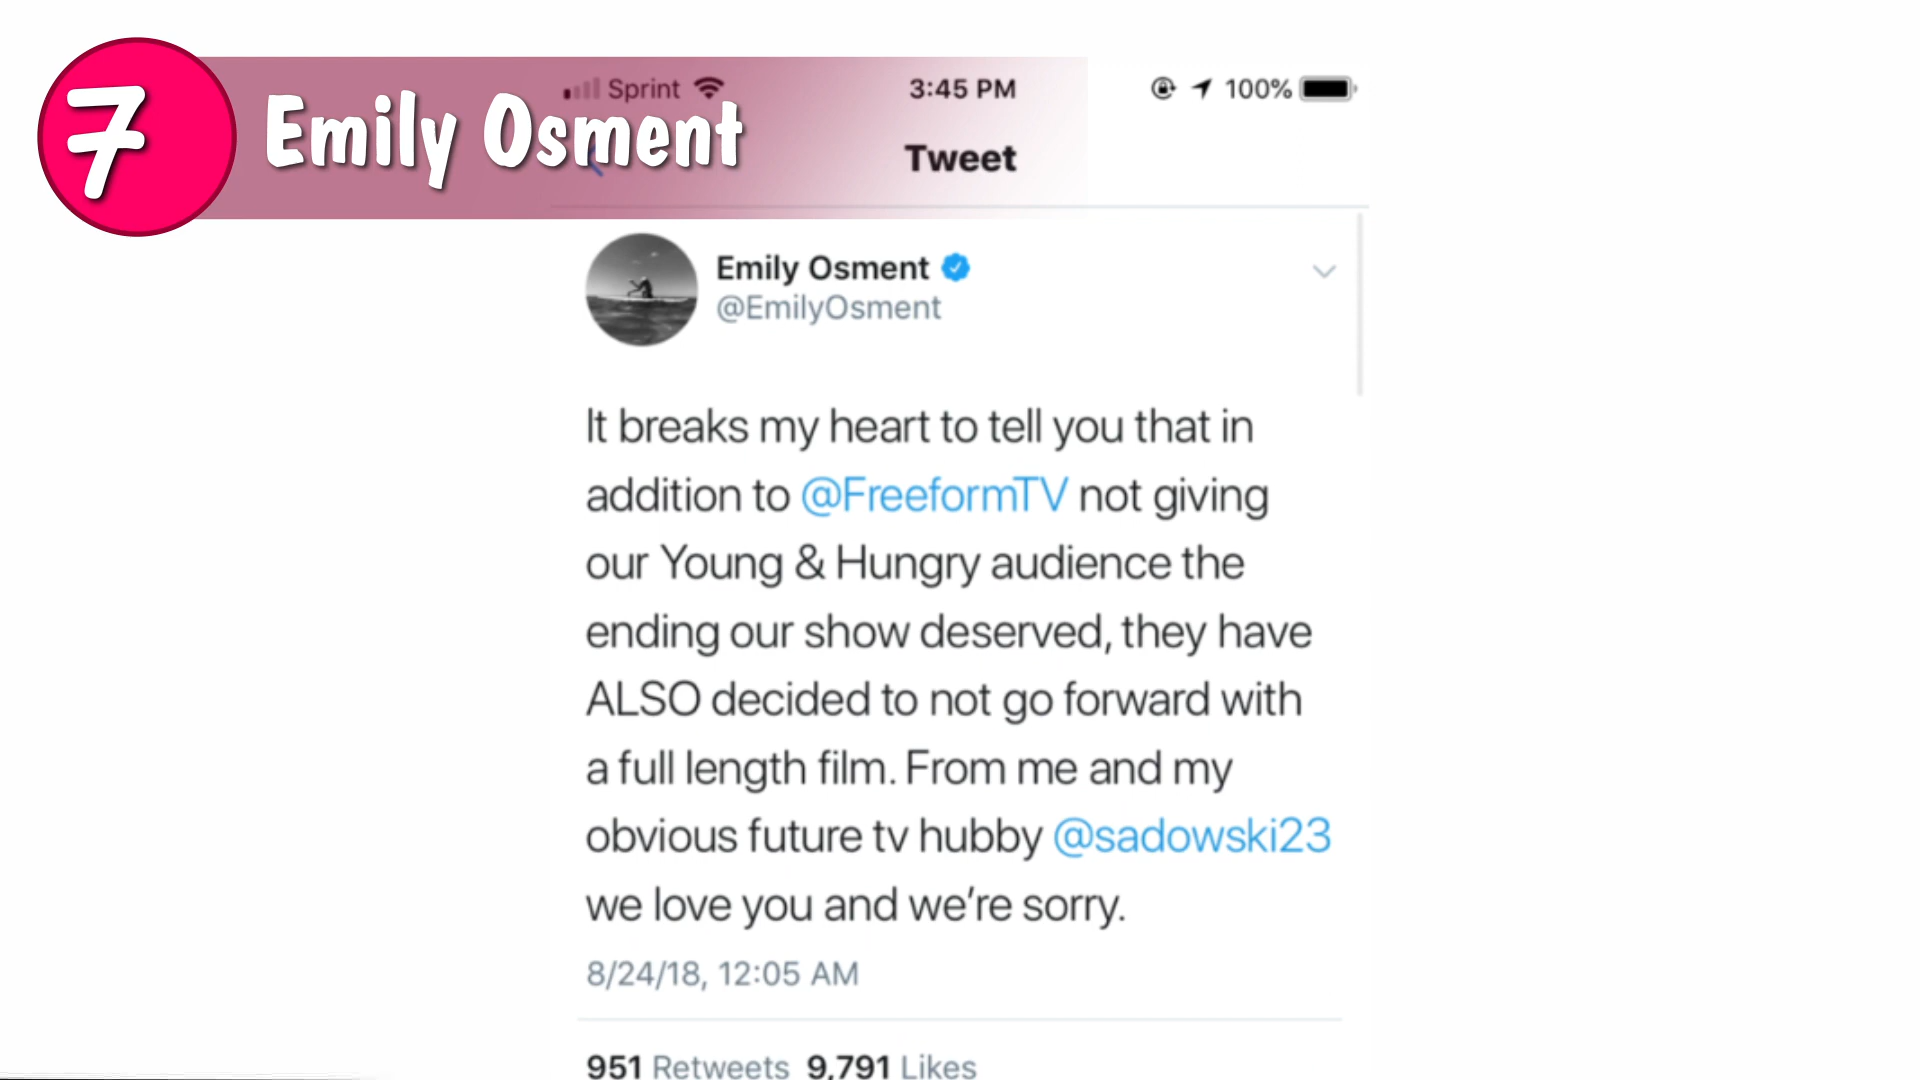 7 Emily Osment
Sprint 3:45 PM 100%
Tweet
Emily Osment
@EmilyOsment
It breaks my heart to tell you that in
addition to @FreeformTV not giving
our Young & Hungry audience the
ending our show deserved, they have
ALSO decided to not go forward with
a full length film. From me and my
obvious future tv hubby @sadowski23
we love you and we're sorry.
8/24/18, 12:05 AM
951 Retweets 9,791 Likes